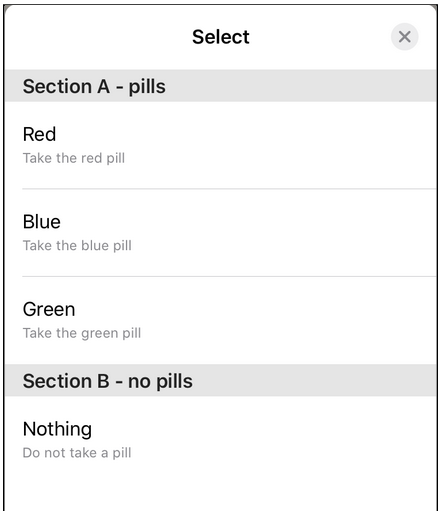 Select
Section A - pills
Red
Take the red pill
Blue
Take the blue pill
Green
Take the green pill
Section B - no pills
Nothing
Do not take a pill